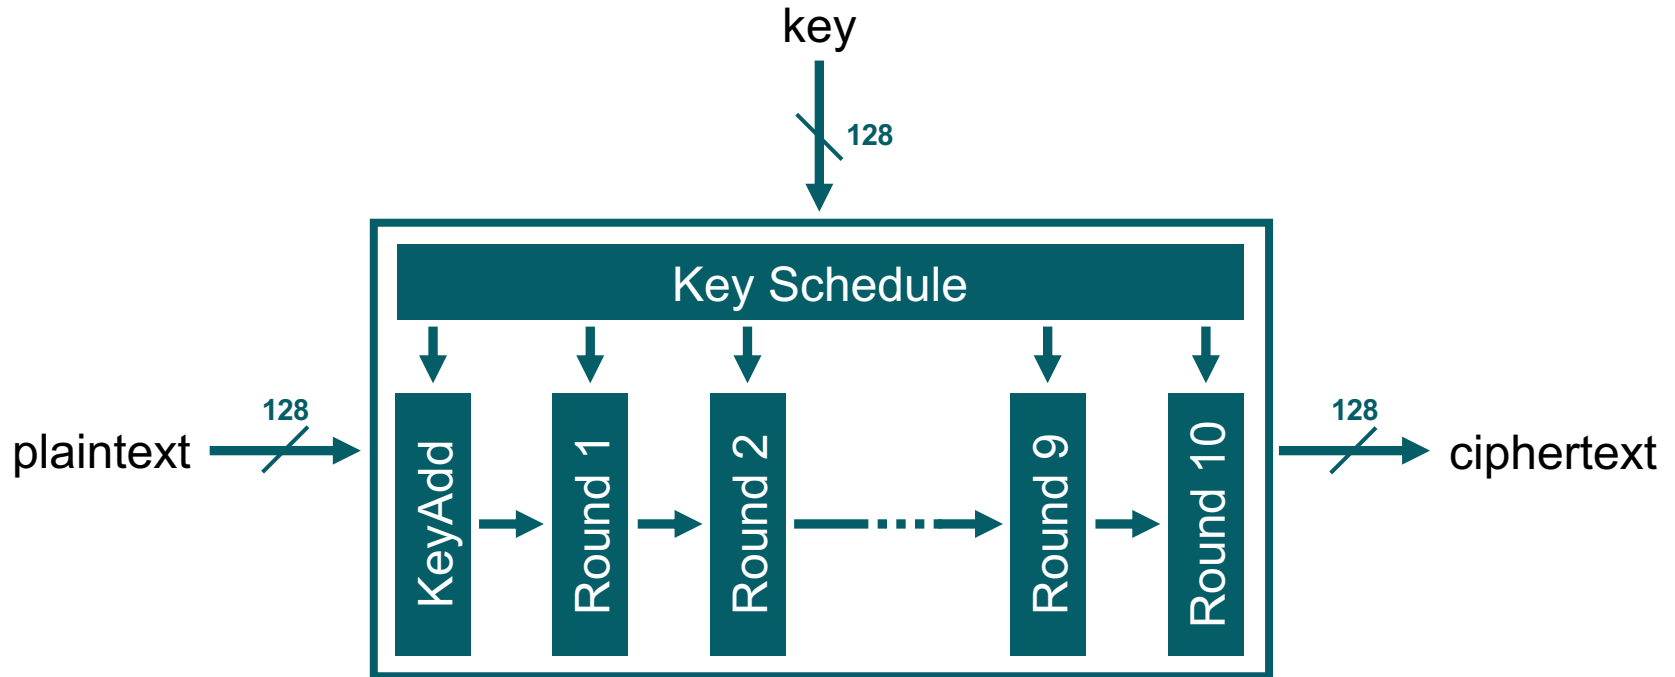 key
128
Key Schedule
128
128
plaintext
KeyAdd
Round 1
Round 2
Round 9
Round 10
ciphertext